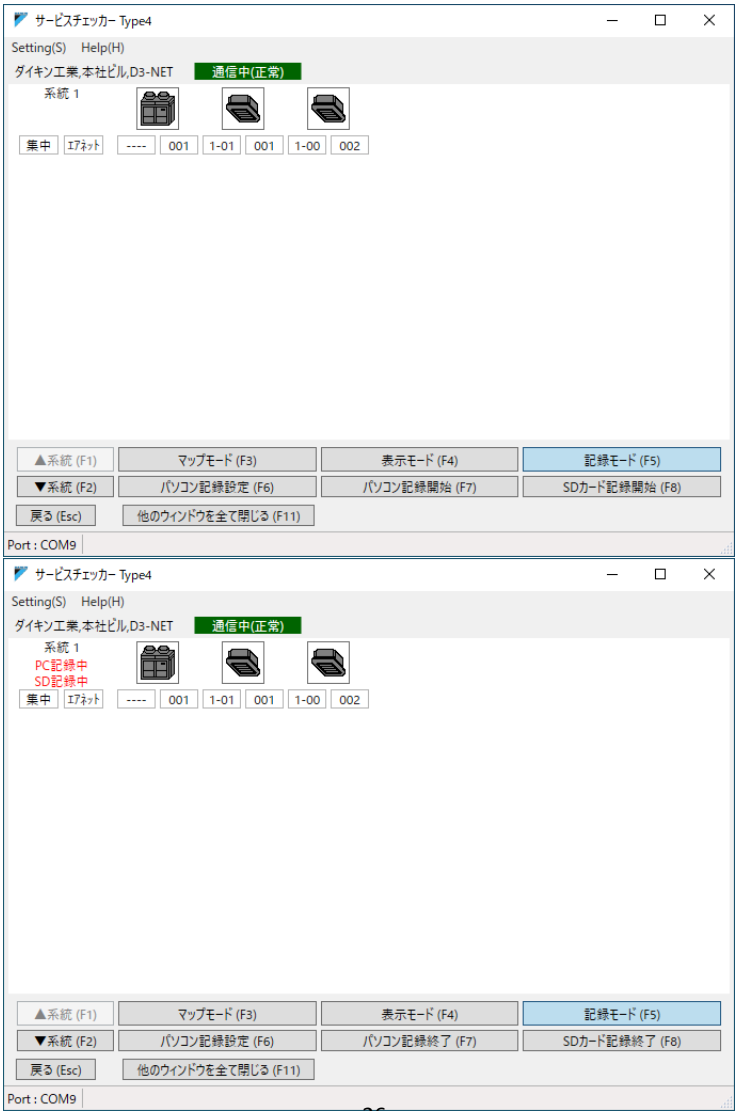 サービスチェッカー Type4
Setting(S) Help(H)
ダイキン工業,本社ビル,D3-NET 通信中(正常)
系統 1
集中 ｴｱﾈｯﾄ ---- 001 1-01 001 1-00 002
▲系統 (F1) マップモード (F3) 表示モード (F4) 記録モード (F5)
▼系統 (F2) パソコン記録設定 (F6) パソコン記録開始 (F7) SDカード記録開始 (F8)
戻る (Esc) 他のウィンドウを全て閉じる (F11)
Port : COM9
サービスチェッカー Type4
Setting(S) Help(H)
ダイキン工業,本社ビル,D3-NET 通信中(正常)
系統 1
PC記録中
SD記録中
集中 ｴｱﾈｯﾄ ---- 001 1-01 001 1-00 002
▲系統 (F1) マップモード (F3) 表示モード (F4) 記録モード (F5)
▼系統 (F2) パソコン記録設定 (F6) パソコン記録終了 (F7) SDカード記録終了 (F8)
戻る (Esc) 他のウィンドウを全て閉じる (F11)
Port : COM9